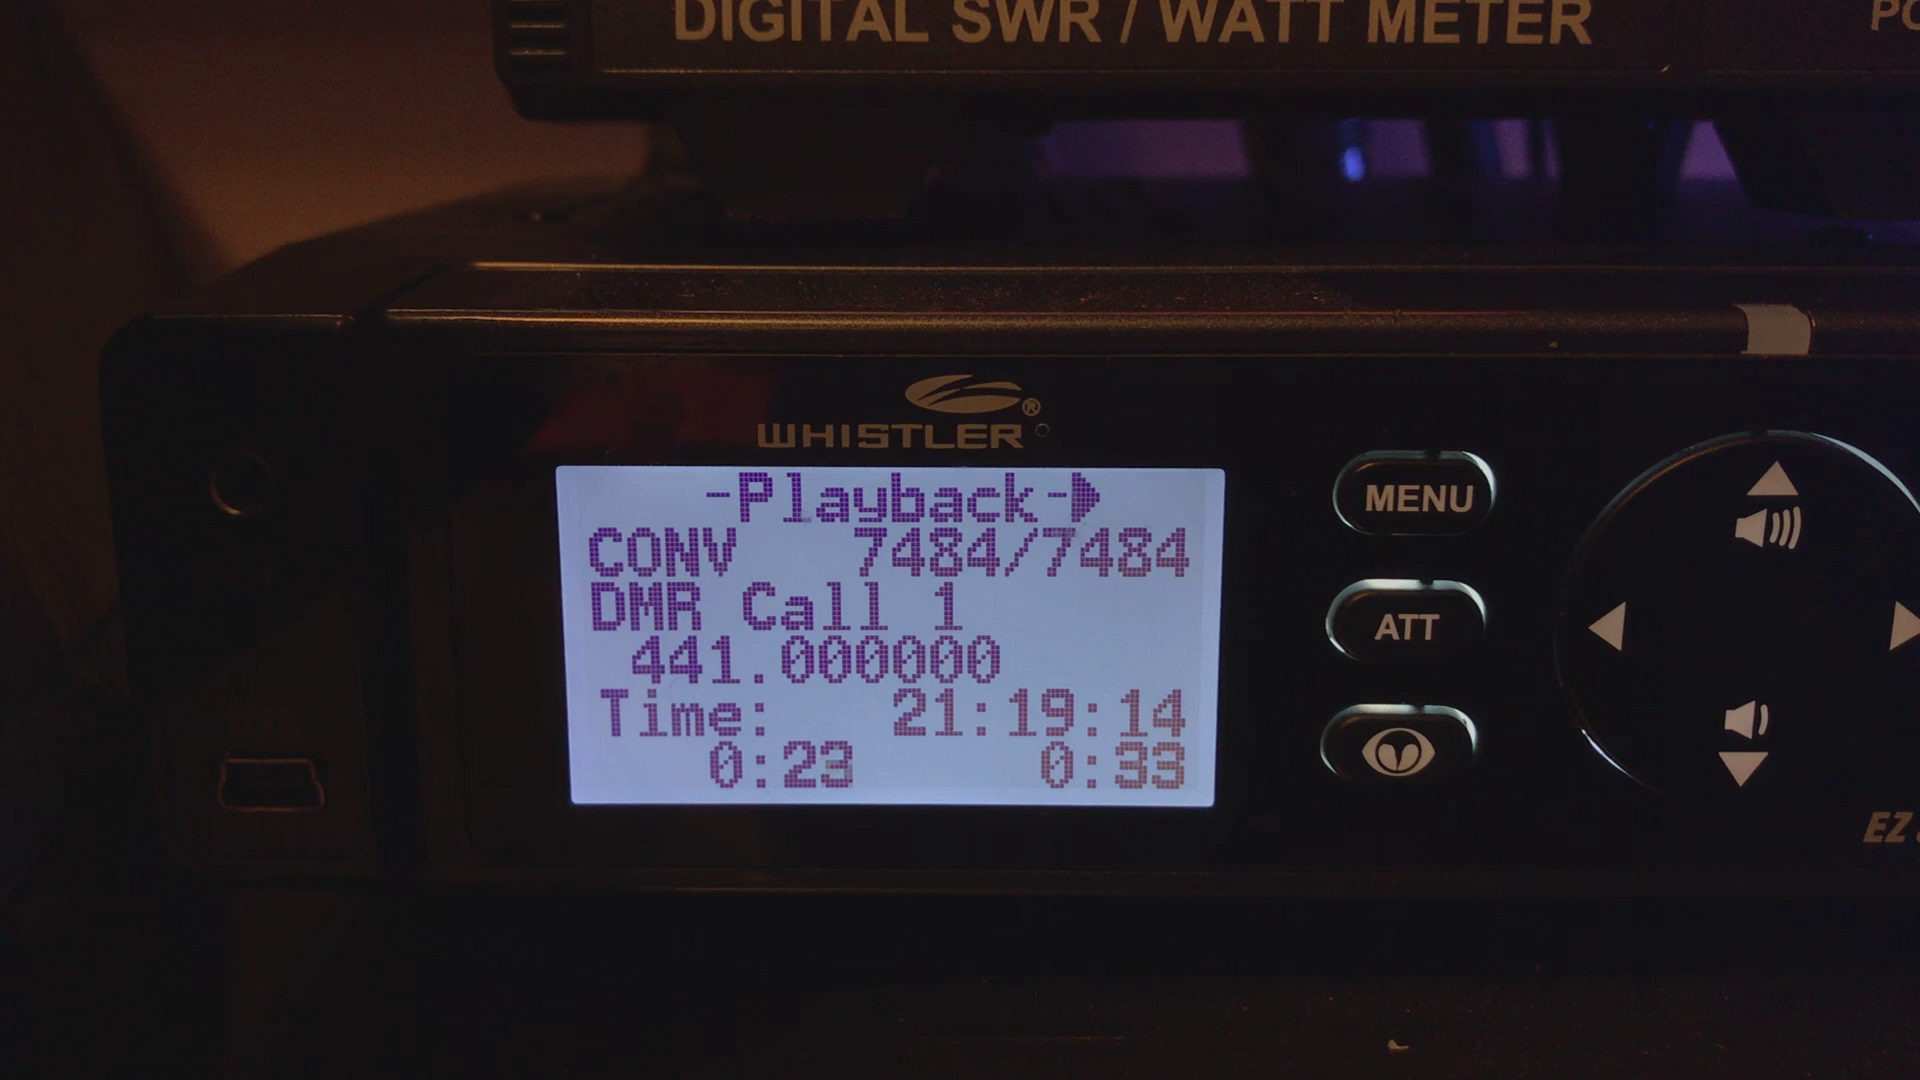 DIGITAL SWR / WATT METER
WHISTLER®
-Playback-
CONV 7484/7484
DMR Call 1
441.000000
Time: 21:19:14
0:23 0:33
MENU
ATT
EZ